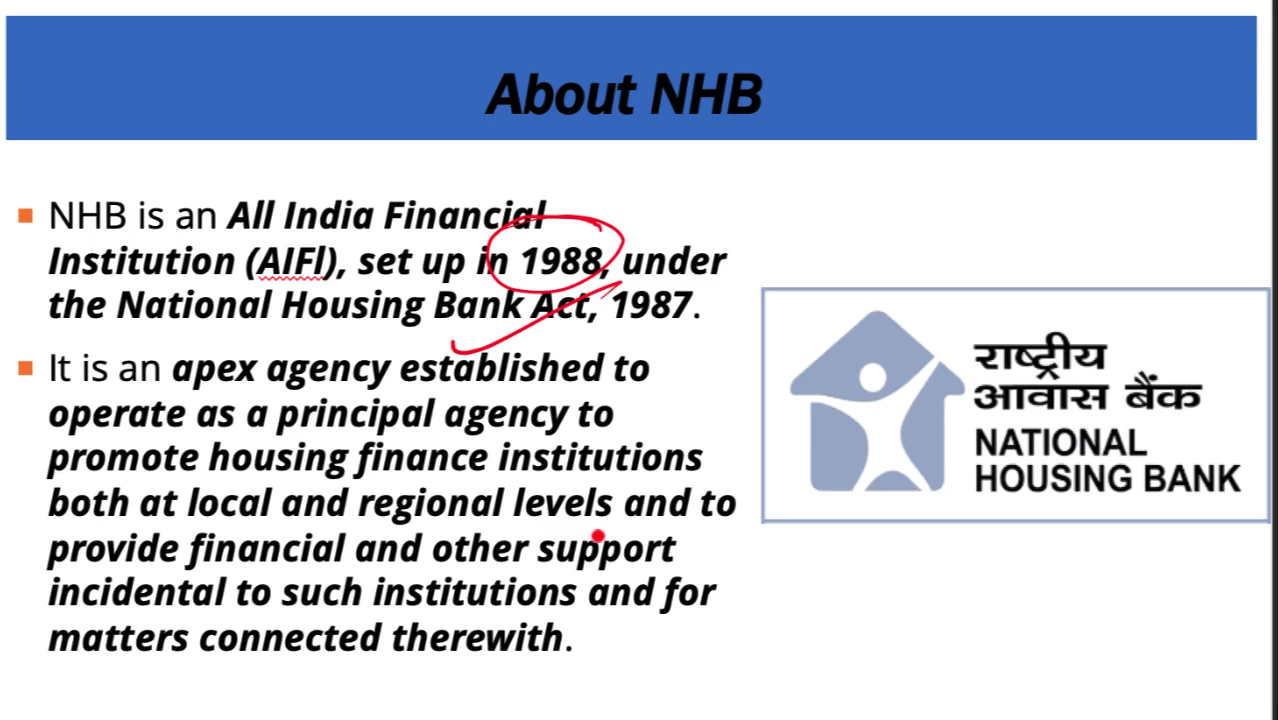 About NHB
NHB is an All India Financial
Institution (AIFI), set up in 1988, under
the National Housing Bank Act, 1987.
It is an apex agency established to
operate as a principal agency to
promote housing finance institutions
both at local and regional levels and to
provide financial and other support
incidental to such institutions and for
matters connected therewith.
राष्ट्रीय
आवास बैंक
NATIONAL
HOUSING BANK